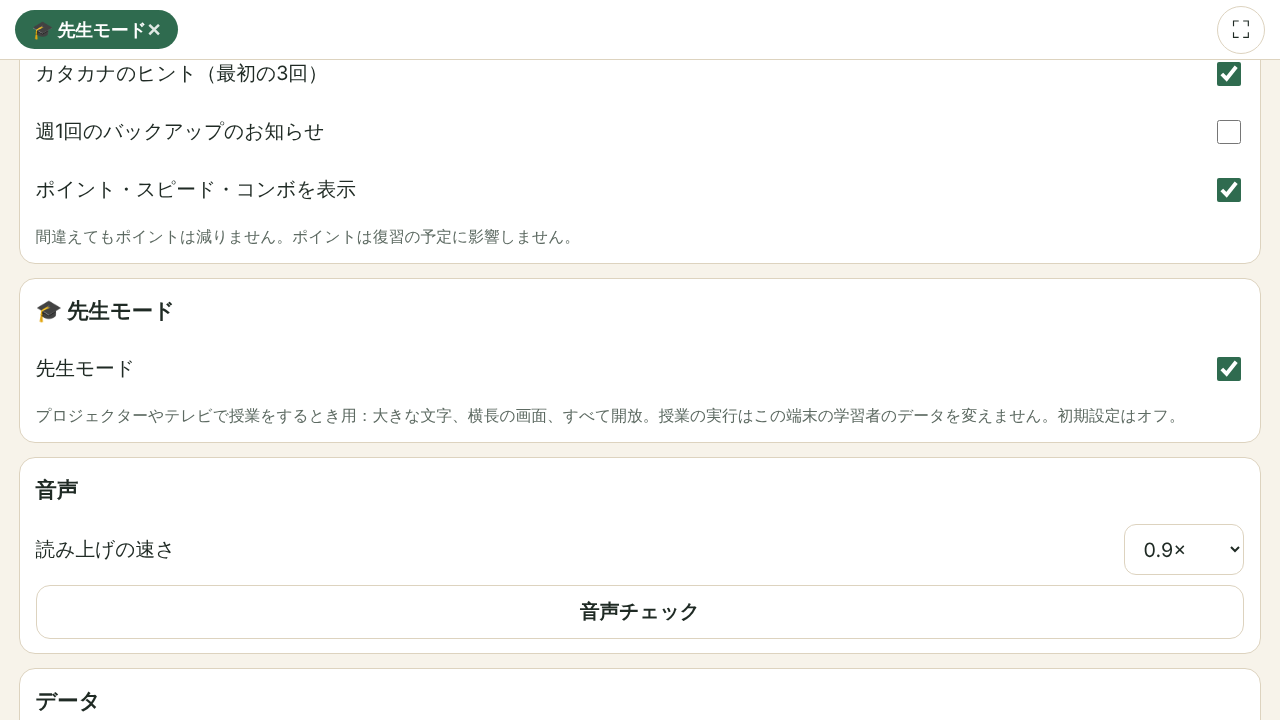 🎓 先生モード✕
カタカナのヒント（最初の3回）
週1回のバックアップのお知らせ
ポイント・スピード・コンボを表示
間違えてもポイントは減りません。ポイントは復習の予定に影響しません。
🎓 先生モード
先生モード
プロジェクターやテレビで授業をするとき用：大きな文字、横長の画面、すべて開放。授業の実行はこの端末の学習者のデータを変えません。初期設定はオフ。
音声
読み上げの速さ
0.9×
音声チェック
データ